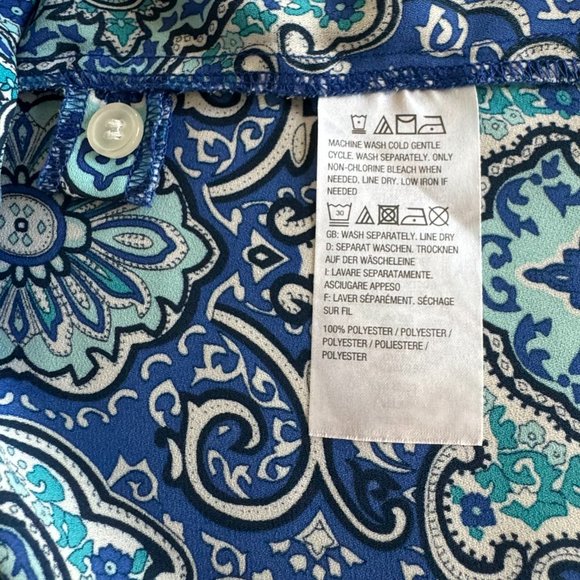 MACHINE WASH COLD GENTLE
CYCLE. WASH SEPARATELY. ONLY
NON-CHLORINE BLEACH WHEN
NEEDED, LINE DRY. LOW IRON IF
NEEDED
30
GB: WASH SEPARATELY. LINE DRY
D: SEPARAT WASCHEN. TROCKNEN
AUF DER WÄSCHELEINE
I: LAVARE SEPARATAMENTE.
ASCIUGARE APPESO
F: LAVER SÉPARÉMENT. SÉCHAGE
SUR FIL
100% POLYESTER / POLYESTER /
POLYESTER / POLIESTERE /
POLYESTER